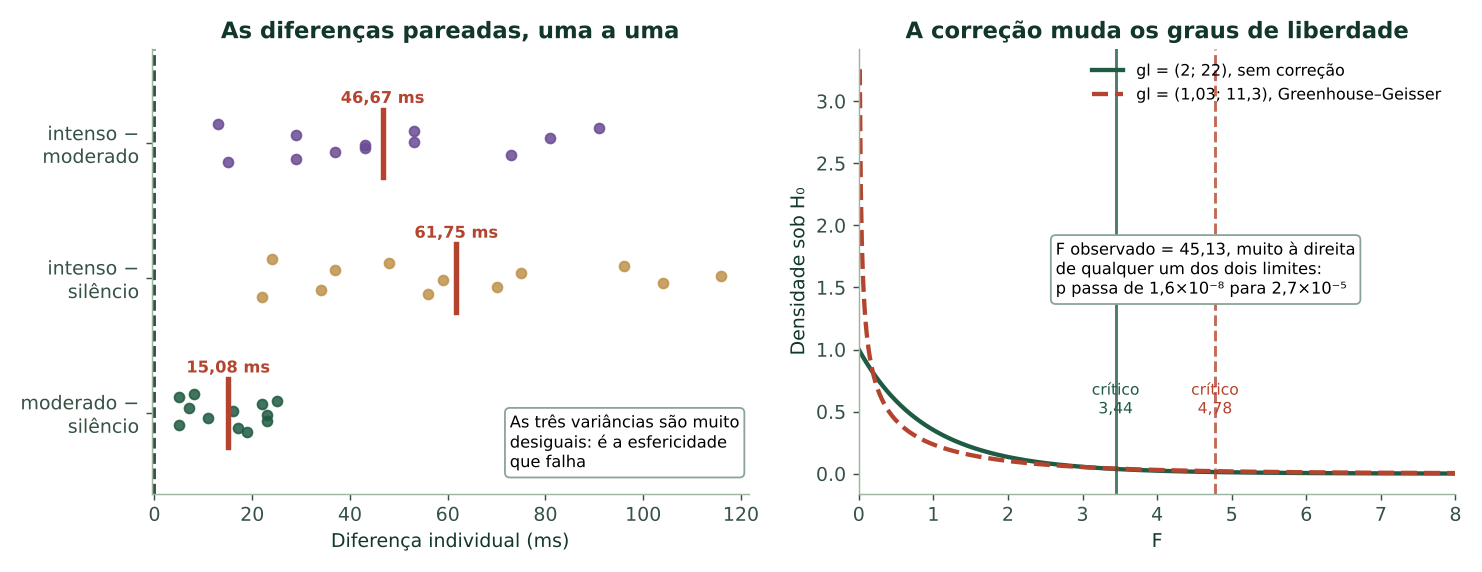 As diferenças pareadas, uma a uma
46,67 ms
intenso −
moderado
61,75 ms
intenso −
silêncio
15,08 ms
moderado −
silêncio
As três variâncias são muito
desiguais: é a esfericidade
que falha
0 20 40 60 80 100 120
Diferença individual (ms)
A correção muda os graus de liberdade
gl = (2; 22), sem correção
gl = (1,03; 11,3), Greenhouse–Geisser
Densidade sob H₀
3.0
2.5
2.0
1.5
1.0
0.5
0.0
F observado = 45,13, muito à direita
de qualquer um dos dois limites:
p passa de 1,6×10⁻⁸ para 2,7×10⁻⁵
crítico
3,44
crítico
4,78
0 1 2 3 4 5 6 7 8
F